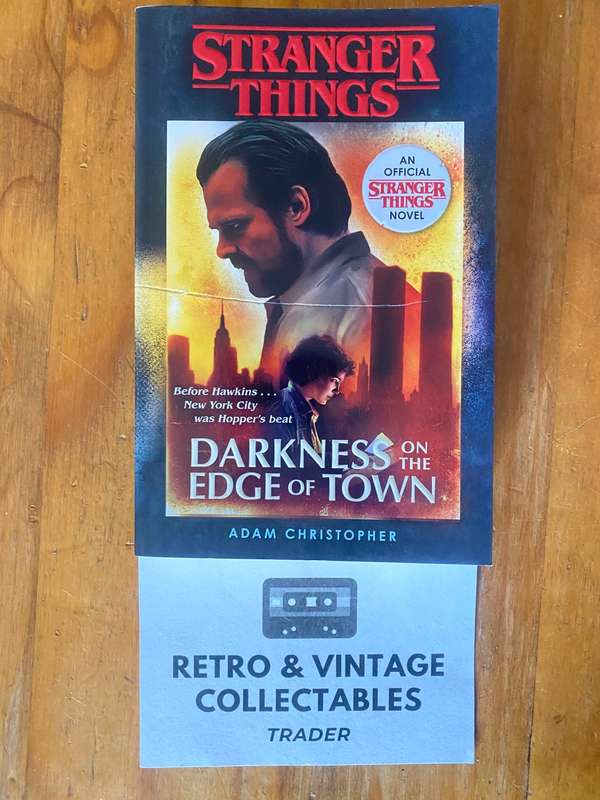 STRANGER
THINGS
AN
OFFICIAL
STRANGER
THINGS
NOVEL
Before Hawkins . . .
New York City
was Hopper's beat
DARKNESS ON
THE
EDGE OF TOWN
ADAM CHRISTOPHER
RETRO & VINTAGE
COLLECTABLES
TRADER